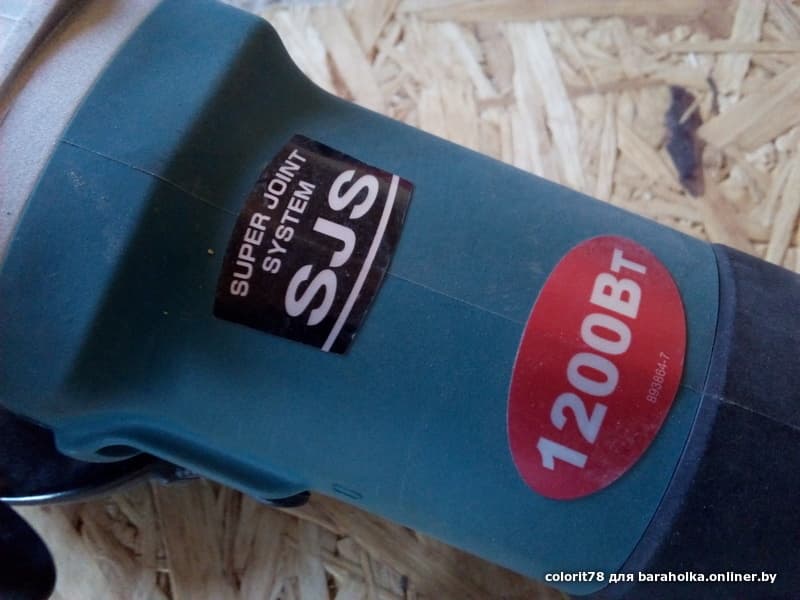 SUPER JOINT
SYSTEM
SJS
1200Вт
893864-7
colorit78 для baraholka.onliner.by